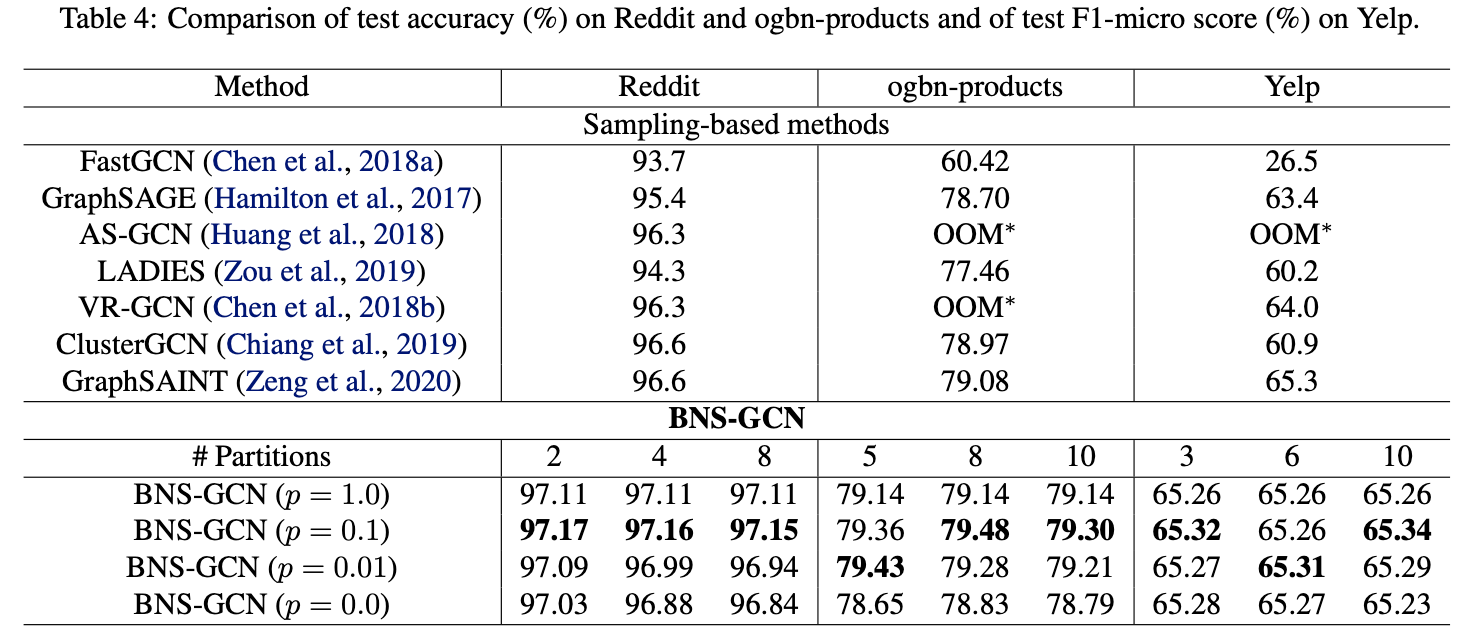 Table 4: Comparison of test accuracy (%) on Reddit and ogbn-products and of test F1-micro score (%) on Yelp.
Method Reddit ogbn-products Yelp
Sampling-based methods
FastGCN (Chen et al., 2018a) 93.7 60.42 26.5
GraphSAGE (Hamilton et al., 2017) 95.4 78.70 63.4
AS-GCN (Huang et al., 2018) 96.3 OOM* OOM*
LADIES (Zou et al., 2019) 94.3 77.46 60.2
VR-GCN (Chen et al., 2018b) 96.3 OOM* 64.0
ClusterGCN (Chiang et al., 2019) 96.6 78.97 60.9
GraphSAINT (Zeng et al., 2020) 96.6 79.08 65.3
BNS-GCN
# Partitions 2 4 8 5 8 10 3 6 10
BNS-GCN (p = 1.0) 97.11 97.11 97.11 79.14 79.14 79.14 65.26 65.26 65.26
BNS-GCN (p = 0.1) 97.17 97.16 97.15 79.36 79.48 79.30 65.32 65.26 65.34
BNS-GCN (p = 0.01) 97.09 96.99 96.94 79.43 79.28 79.21 65.27 65.31 65.29
BNS-GCN (p = 0.0) 97.03 96.88 96.84 78.65 78.83 78.79 65.28 65.27 65.23